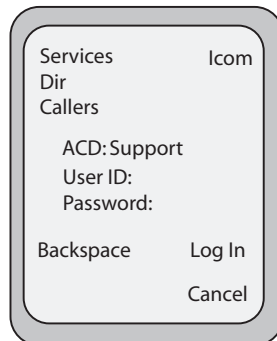 Services Icom
Dir
Callers
ACD: Support
User ID:
Password:
Backspace Log In
Cancel